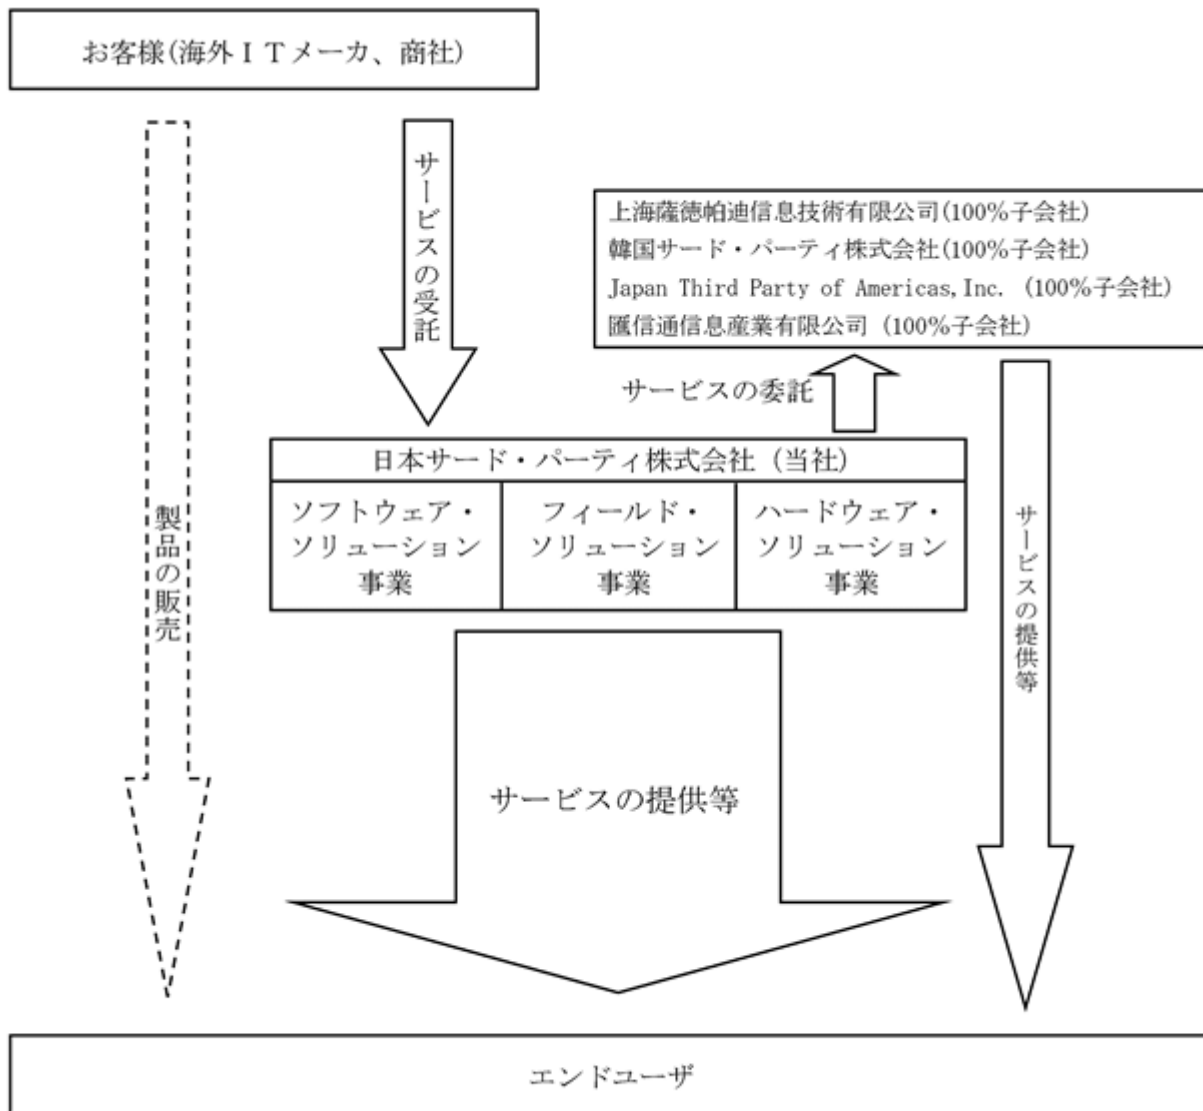 お客様(海外ＩＴメーカ、商社)
サービスの受託
上海薩徳帕迪信息技術有限公司(100%子会社)
韓国サード・パーティ株式会社(100%子会社)
Japan Third Party of Americas,Inc. (100%子会社)
匯信通信息産業有限公司 (100%子会社)
サービスの委託
日本サード・パーティ株式会社 (当社)
ソフトウェア・
ソリューション
事業
フィールド・
ソリューション
事業
ハードウェア・
ソリューション
事業
製品の販売
サービスの提供等
サービスの提供等
エンドユーザ